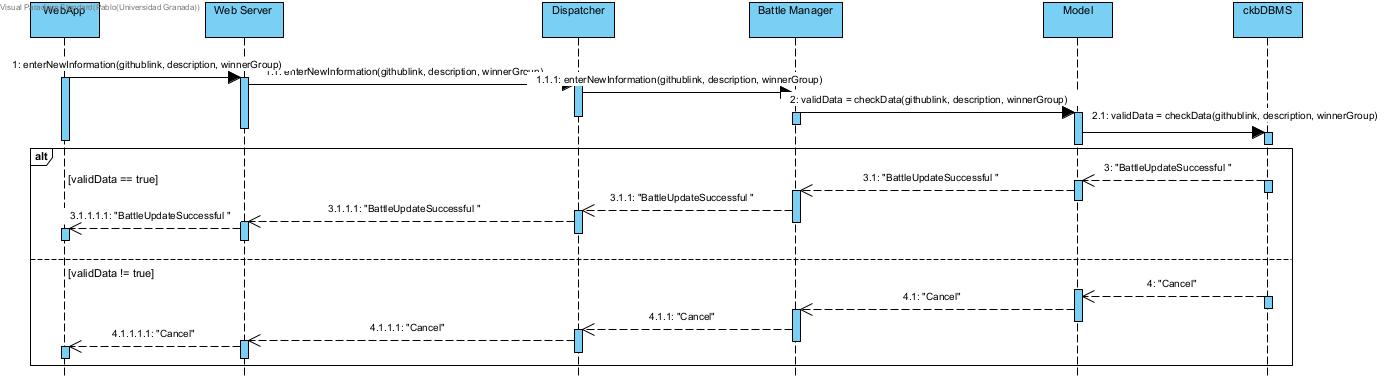 Visual Paradigm Standard(Pablo(Universidad Granada))
WebApp
Web Server
Dispatcher
Battle Manager
Model
ckbDBMS
1: enterNewInformation(githublink, description, winnerGroup)
1.1: enterNewInformation(githublink, description, winnerGroup)
1.1.1: enterNewInformation(githublink, description, winnerGroup)
2: validData = checkData(githublink, description, winnerGroup)
2.1: validData = checkData(githublink, description, winnerGroup)
alt
[validData == true]
3: "BattleUpdateSuccessful "
3.1: "BattleUpdateSuccessful "
3.1.1: "BattleUpdateSuccessful "
3.1.1.1: "BattleUpdateSuccessful "
3.1.1.1.1: "BattleUpdateSuccessful "
[validData != true]
4: "Cancel"
4.1: "Cancel"
4.1.1: "Cancel"
4.1.1.1: "Cancel"
4.1.1.1.1: "Cancel"